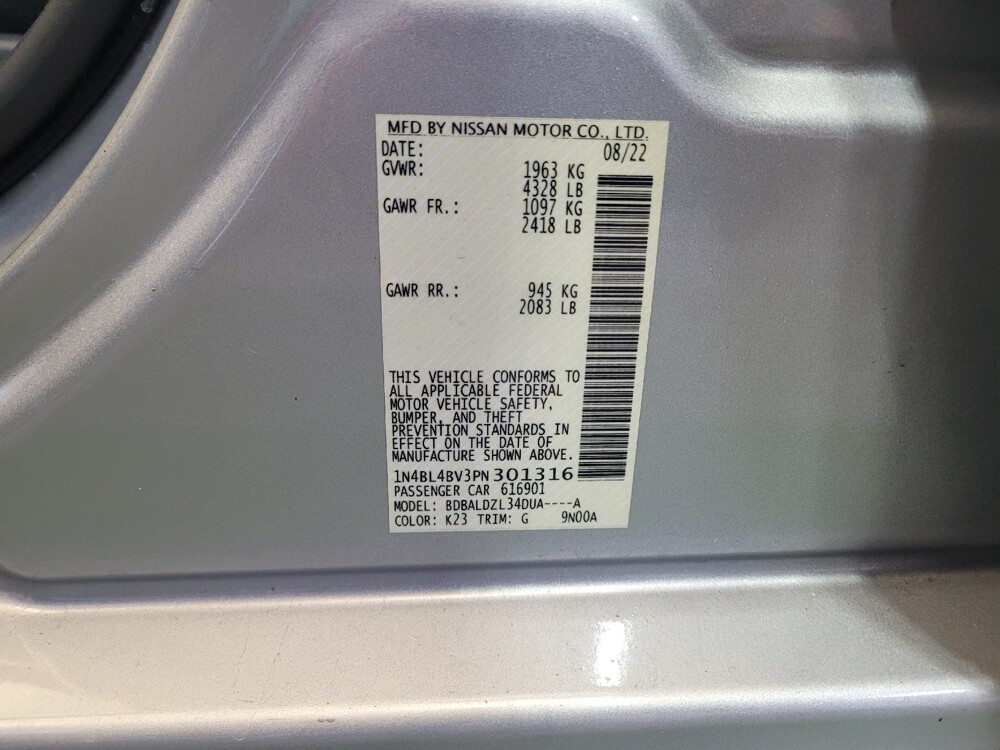 MFD BY NISSAN MOTOR CO., LTD.
DATE: 08/22
GVWR: 1963 KG
4328 LB
GAWR FR.: 1097 KG
2418 LB
GAWR RR.: 945 KG
2083 LB
THIS VEHICLE CONFORMS TO
ALL APPLICABLE FEDERAL
MOTOR VEHICLE SAFETY,
BUMPER, AND THEFT
PREVENTION STANDARDS IN
EFFECT ON THE DATE OF
MANUFACTURE SHOWN ABOVE.
1N4BL4BV3PN301316
PASSENGER CAR 616901
MODEL: BDBALDZL34DUA----A
COLOR: K23 TRIM: G 9N00A